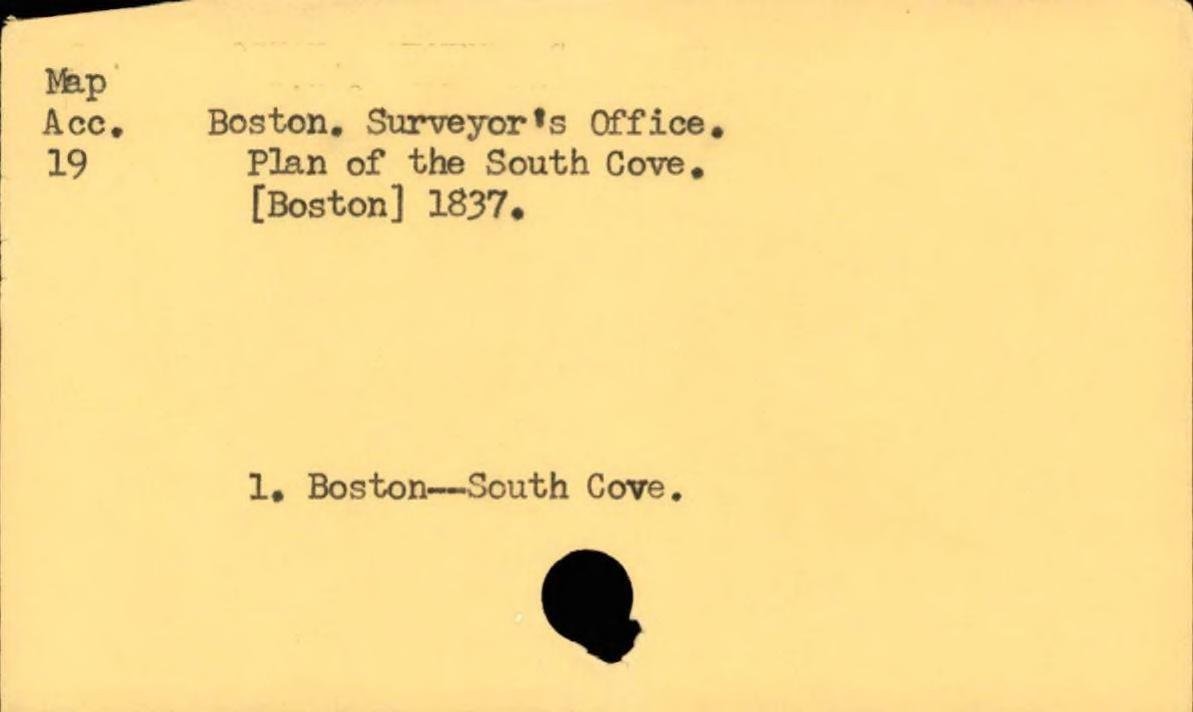 Map
Acc. Boston. Surveyor's Office.
19 Plan of the South Cove.
[Boston] 1837.
1. Boston--South Cove.